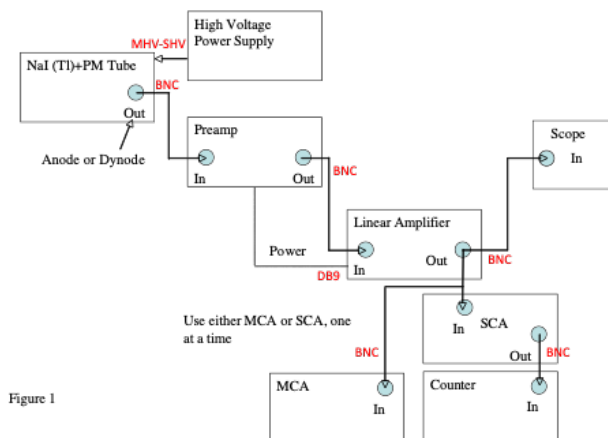 High Voltage
Power Supply
MHV-SHV
NaI (Tl)+PM Tube
BNC
Out
Anode or Dynode
Preamp
In
Out
BNC
Scope
In
Linear Amplifier
Power
In
Out
BNC
DB9
Use either MCA or SCA, one
at a time
In
SCA
Out
BNC
BNC
MCA
In
Counter
In
Figure 1